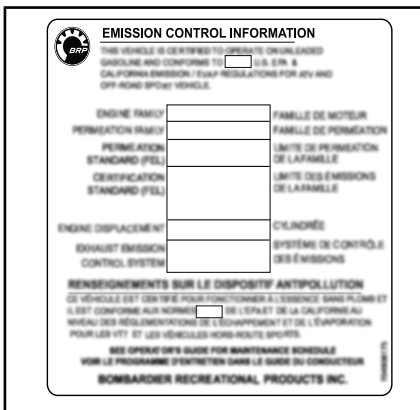 EMISSION CONTROL INFORMATION
BRP
THIS VEHICLE IS CERTIFIED TO OPERATE ON UNLEADED
GASOLINE AND CONFORMS TO U.S. EPA &
CALIFORNIA EMISSION / EVAP REGULATIONS FOR ATV AND
OFF-ROAD SPORT VEHICLE.
ENGINE FAMILY FAMILLE DE MOTEUR
PERMEATION FAMILY FAMILLE DE PERMÉATION
PERMEATION LIMITE DE PERMÉATION
STANDARD (FEL) DE LA FAMILLE
CERTIFICATION LIMITE DES ÉMISSIONS
STANDARD (FEL) DE LA FAMILLE
ENGINE DISPLACEMENT CYLINDRÉE
EXHAUST EMISSION SYSTÈME DE CONTRÔLE
CONTROL SYSTEM DES ÉMISSIONS
RENSEIGNEMENTS SUR LE DISPOSITIF ANTIPOLLUTION
CE VÉHICULE EST CERTIFIÉ POUR FONCTIONNER À L'ESSENCE SANS PLOMB ET
IL EST CONFORME AUX NORMES DE L'EPA ET DE LA CALIFORNIE AU
NIVEAU DES RÉGLEMENTATIONS DE L'ÉCHAPPEMENT ET DE L'ÉVAPORATION
POUR LES VTT ET LES VÉHICULES HORS-ROUTE SPORTS.
SEE OPERATOR'S GUIDE FOR MAINTENANCE SCHEDULE
VOIR LE PROGRAMME D'ENTRETIEN DANS LE GUIDE DU CONDUCTEUR
BOMBARDIER RECREATIONAL PRODUCTS INC.